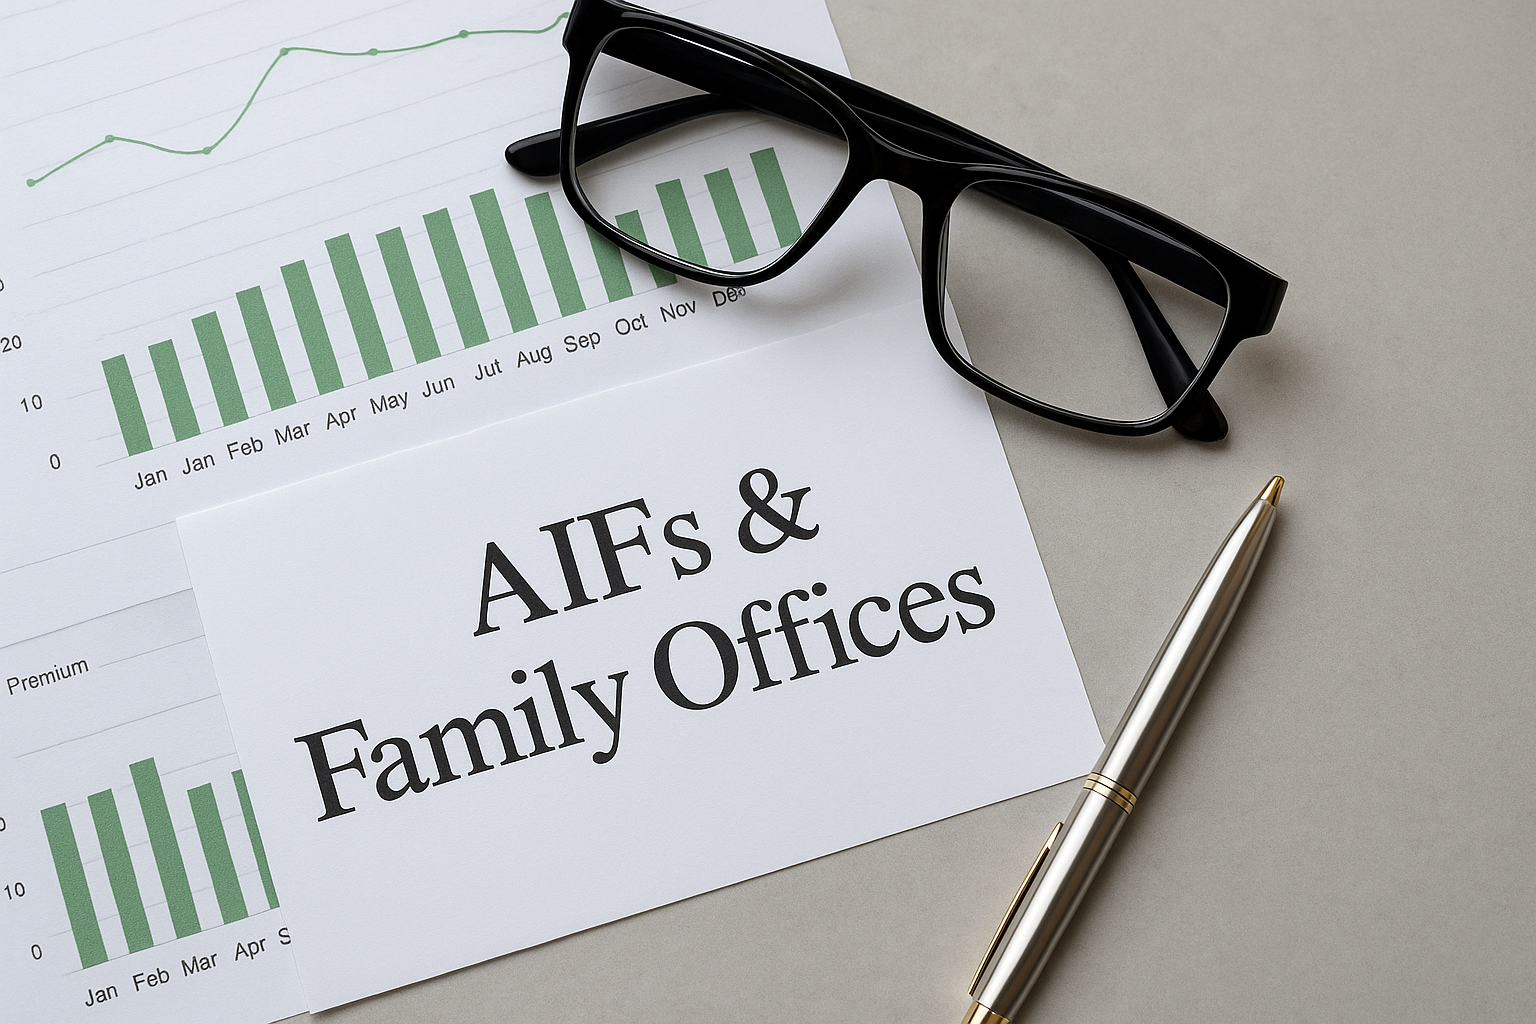 20
10
0
Jan Jan Feb Mar Apr May Jun Jut Aug Sep Oct Nov
AIFs &
Family Offices
Premium
10
0
Jan Feb Mar Apr S